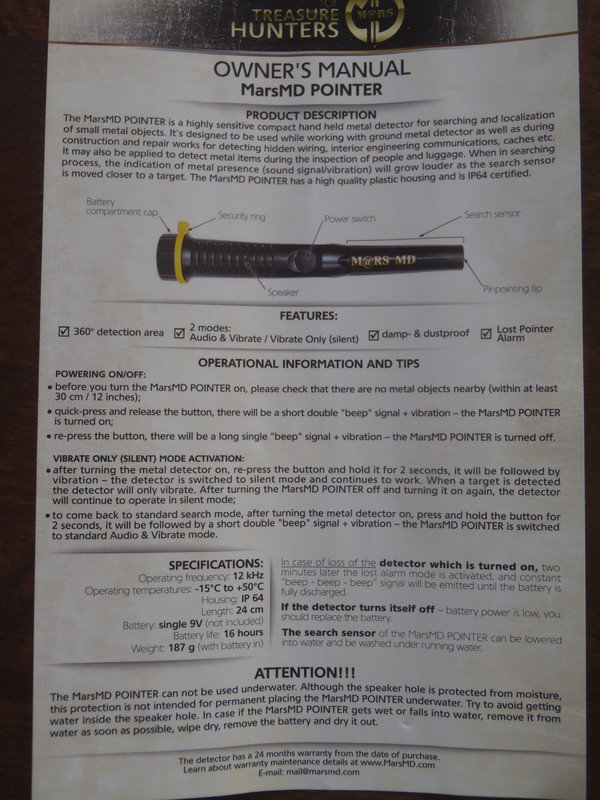 TREASURE
HUNTERS
M@RS
OWNER'S MANUAL
MarsMD POINTER
PRODUCT DESCRIPTION
The MarsMD POINTER is a highly sensitive compact hand held metal detector for searching and localization
of small metal objects. It's designed to be used while working with ground metal detector as well as during
construction and repair works for detecting hidden wiring, interior engineering communications, caches etc.
It may also be applied to detect metal items during the inspection of people and luggage. When in searching
process, the indication of metal presence (sound signal/vibration) will grow louder as the search sensor
is moved closer to a target. The MarsMD POINTER has a high quality plastic housing and is IP64 certified.
Battery
compartment cap
Security ring
Power switch
Search sensor
M@RS MD
Speaker
Pinpointing tip
FEATURES:
360° detection area
2 modes:
Audio & Vibrate / Vibrate Only (silent)
damp- & dustproof
Lost Pointer
Alarm
OPERATIONAL INFORMATION AND TIPS
POWERING ON/OFF:
• before you turn the MarsMD POINTER on, please check that there are no metal objects nearby (within at least
30 cm / 12 inches);
• quick-press and release the button, there will be a short double "beep" signal + vibration – the MarsMD POINTER
is turned on;
• re-press the button, there will be a long single "beep" signal + vibration – the MarsMD POINTER is turned off.
VIBRATE ONLY (SILENT) MODE ACTIVATION:
• after turning the metal detector on, re-press the button and hold it for 2 seconds, it will be followed by
vibration – the detector is switched to silent mode and continues to work. When a target is detected
the detector will only vibrate. After turning the MarsMD POINTER off and turning it on again, the detector
will continue to operate in silent mode;
• to come back to standard search mode, after turning the metal detector on, press and hold the button for
2 seconds, it will be followed by a short double "beep" signal + vibration – the MarsMD POINTER is switched
to standard Audio & Vibrate mode.
SPECIFICATIONS:
Operating frequency: 12 kHz
Operating temperatures: -15°C to +50°C
Housing: IP 64
Length: 24 cm
Battery: single 9V (not included)
Battery life: 16 hours
Weight: 187 g (with battery in)
In case of loss of the detector which is turned on, two
minutes later the lost alarm mode is activated, and constant
"beep - beep - beep" signal will be emitted until the battery is
fully discharged.
If the detector turns itself off – battery power is low, you
should replace the battery.
The search sensor of the MarsMD POINTER can be lowered
into water and be washed under running water.
ATTENTION!!!
The MarsMD POINTER can not be used underwater. Although the speaker hole is protected from moisture,
this protection is not intended for permanent placing the MarsMD POINTER underwater. Try to avoid getting
water inside the speaker hole. In case if the MarsMD POINTER gets wet or falls into water, remove it from
water as soon as possible, wipe dry, remove the battery and dry it out.
The detector has a 24 months warranty from the date of purchase.
Learn about warranty maintenance details at www.MarsMD.com
E-mail: mail@marsmd.com